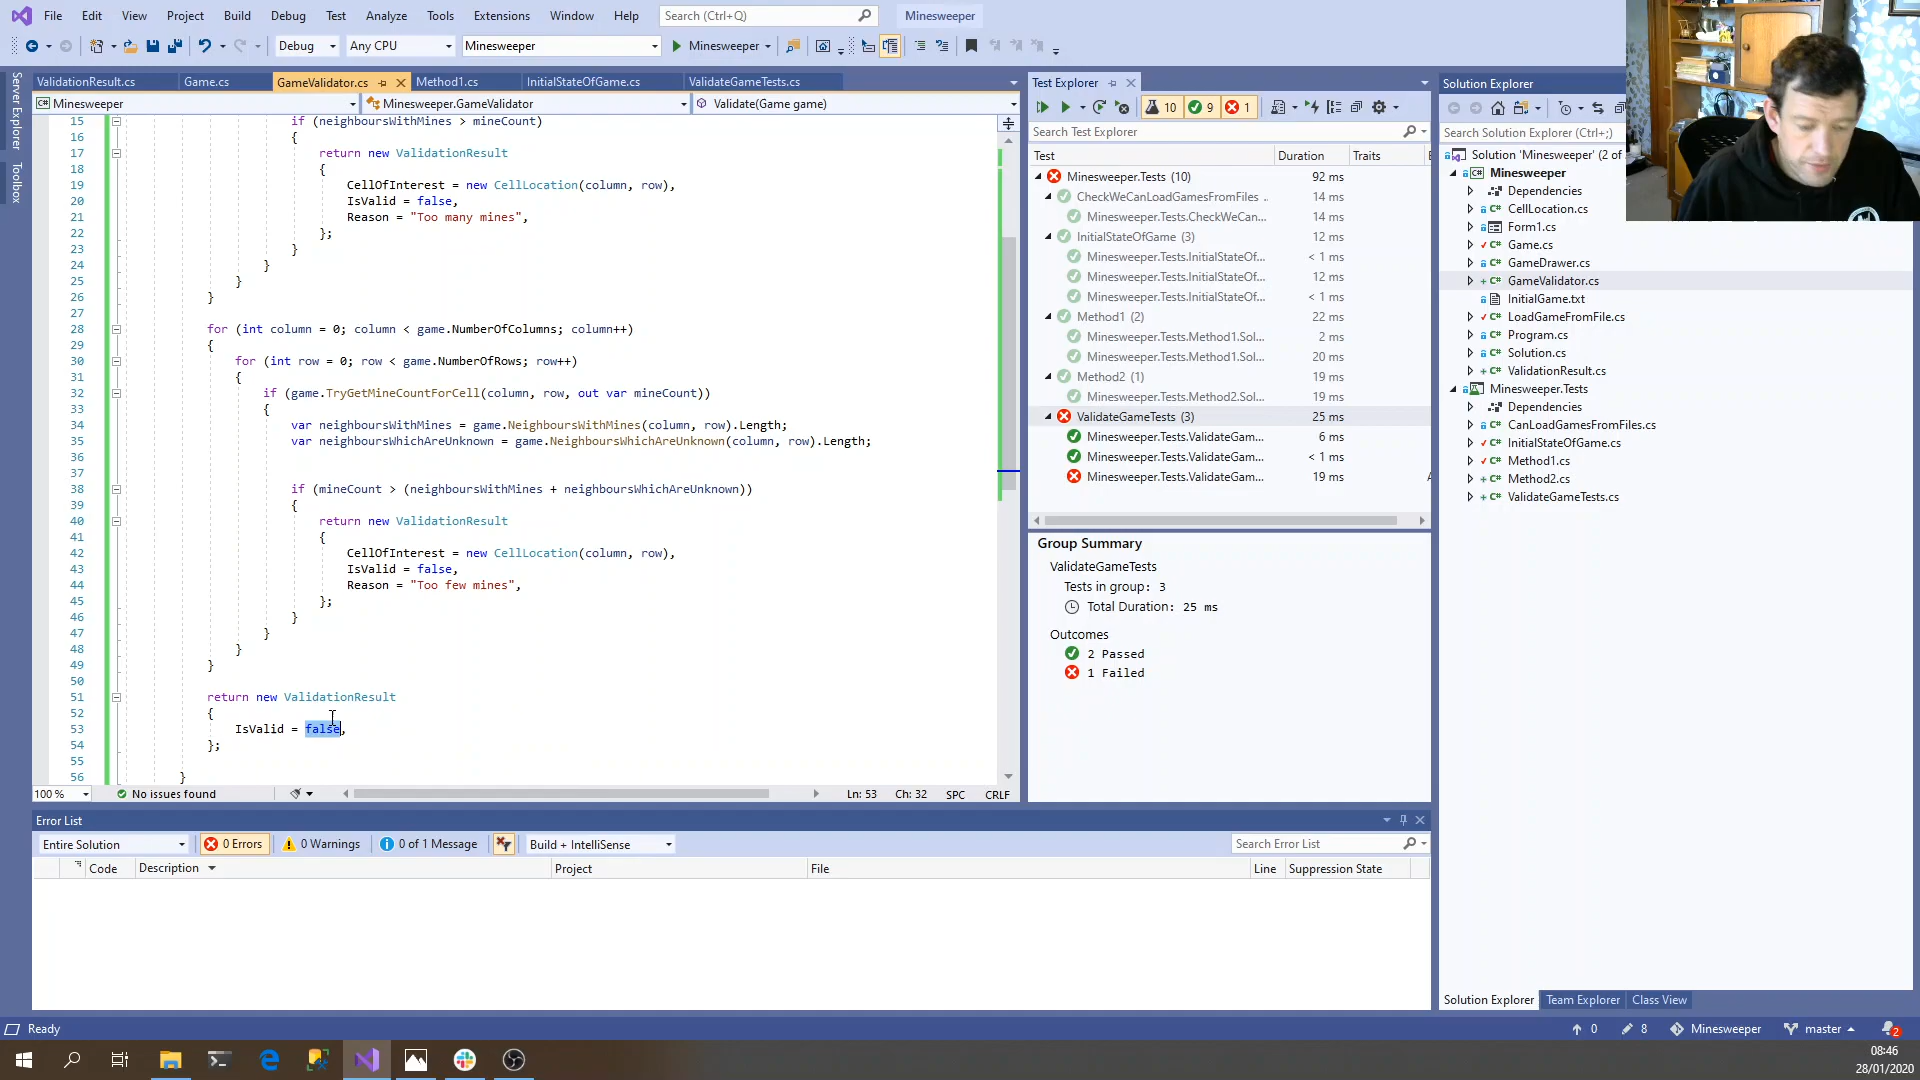 File Edit View Project Build Debug Test Analyze Tools Extensions Window Help Search (Ctrl+Q) Minesweeper
Debug Any CPU Minesweeper Minesweeper
Server Explorer
Toolbox
ValidationResult.cs Game.cs GameValidator.cs Method1.cs InitialStateOfGame.cs ValidateGameTests.cs
Minesweeper Minesweeper.GameValidator Validate(Game game)
15 if (neighboursWithMines > mineCount)
16 {
17 return new ValidationResult
18 {
19 CellOfInterest = new CellLocation(column, row),
20 IsValid = false,
21 Reason = "Too many mines",
22 };
23 }
24 }
25 }
26 }
27
28 for (int column = 0; column < game.NumberOfColumns; column++)
29 {
30 for (int row = 0; row < game.NumberOfRows; row++)
31 {
32 if (game.TryGetMineCountForCell(column, row, out var mineCount))
33 {
34 var neighboursWithMines = game.NeighboursWithMines(column, row).Length;
35 var neighboursWhichAreUnknown = game.NeighboursWhichAreUnknown(column, row).Length;
36
37
38 if (mineCount > (neighboursWithMines + neighboursWhichAreUnknown))
39 {
40 return new ValidationResult
41 {
42 CellOfInterest = new CellLocation(column, row),
43 IsValid = false,
44 Reason = "Too few mines",
45 };
46 }
47 }
48 }
49 }
50
51 return new ValidationResult
52 {
53 IsValid = false,
54 };
55
56 }
100 % No issues found Ln: 53 Ch: 32 SPC CRLF
Test Explorer
10 9 1
Search Test Explorer
Test Duration Traits
Minesweeper.Tests (10) 92 ms
CheckWeCanLoadGamesFromFiles .. 14 ms
Minesweeper.Tests.CheckWeCan... 14 ms
InitialStateOfGame (3) 12 ms
Minesweeper.Tests.InitialStateOf... < 1 ms
Minesweeper.Tests.InitialStateOf... 12 ms
Minesweeper.Tests.InitialStateOf... < 1 ms
Method1 (2) 22 ms
Minesweeper.Tests.Method1.Sol... 2 ms
Minesweeper.Tests.Method1.Sol... 20 ms
Method2 (1) 19 ms
Minesweeper.Tests.Method2.Sol... 19 ms
ValidateGameTests (3) 25 ms
Minesweeper.Tests.ValidateGam... 6 ms
Minesweeper.Tests.ValidateGam... < 1 ms
Minesweeper.Tests.ValidateGam... 19 ms
Group Summary
ValidateGameTests
Tests in group: 3
Total Duration: 25 ms
Outcomes
2 Passed
1 Failed
Solution Explorer
Search Solution Explorer (Ctrl+;)
Solution 'Minesweeper' (2 of
Minesweeper
Dependencies
CellLocation.cs
Form1.cs
Game.cs
GameDrawer.cs
GameValidator.cs
InitialGame.txt
LoadGameFromFile.cs
Program.cs
Solution.cs
ValidationResult.cs
Minesweeper.Tests
Dependencies
CanLoadGamesFromFiles.cs
InitialStateOfGame.cs
Method1.cs
Method2.cs
ValidateGameTests.cs
Solution Explorer Team Explorer Class View
Error List
Entire Solution 0 Errors 0 Warnings 0 of 1 Message Build + IntelliSense Search Error List
Code Description Project File Line Suppression State
Ready 0 8 Minesweeper master 2
08:46
28/01/2020